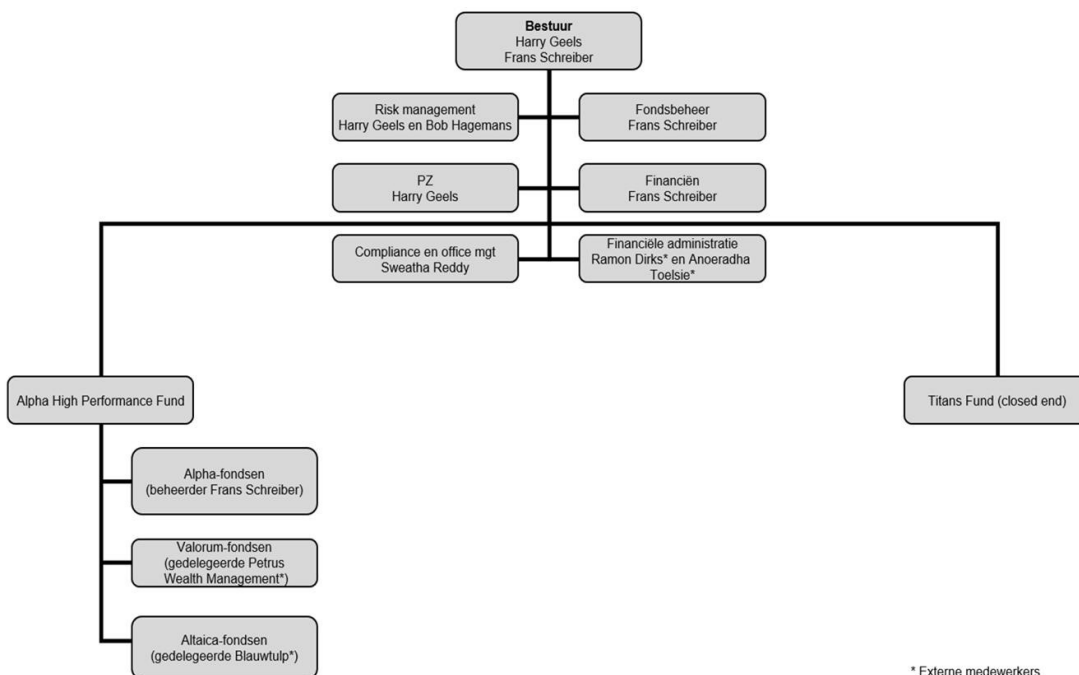 Bestuur
Harry Geels
Frans Schreiber
Risk management
Harry Geels en Bob Hagemans
Fondsbeheer
Frans Schreiber
PZ
Harry Geels
Financiën
Frans Schreiber
Compliance en office mgt
Sweatha Reddy
Financiële administratie
Ramon Dirks* en Anoeradha
Toelsie*
Alpha High Performance Fund
Titans Fund (closed end)
Alpha-fondsen
(beheerder Frans Schreiber)
Valorum-fondsen
(gedelegeerde Petrus
Wealth Management*)
Altaica-fondsen
(gedelegeerde Blauwtulp*)
* Externe medewerkers